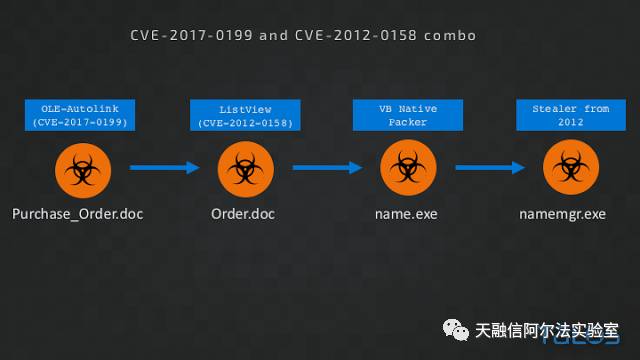 CVE-2017-0199 and CVE-2012-0158 combo
OLE-Autolink
(CVE-2017-0199)
ListView
(CVE-2012-0158)
VB Native
Packer
Stealer from
2012
Purchase_Order.doc
Order.doc
name.exe
namemgr.exe
天融信阿尔法实验室